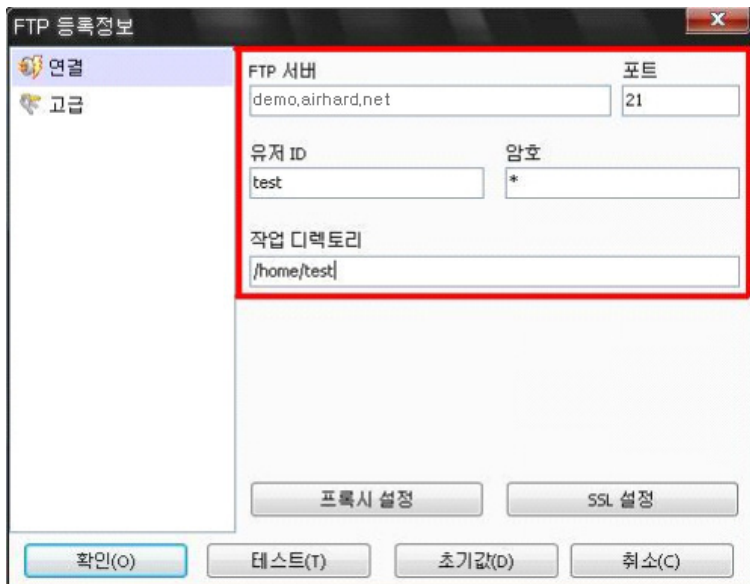 FTP 등록정보
연결
고급
FTP 서버
포트
demo,airhard,net
21
유저 ID
암호
test
*
작업 디렉토리
/home/test
프록시 설정
SSL 설정
확인(O)
테스트(T)
초기값(D)
취소(C)